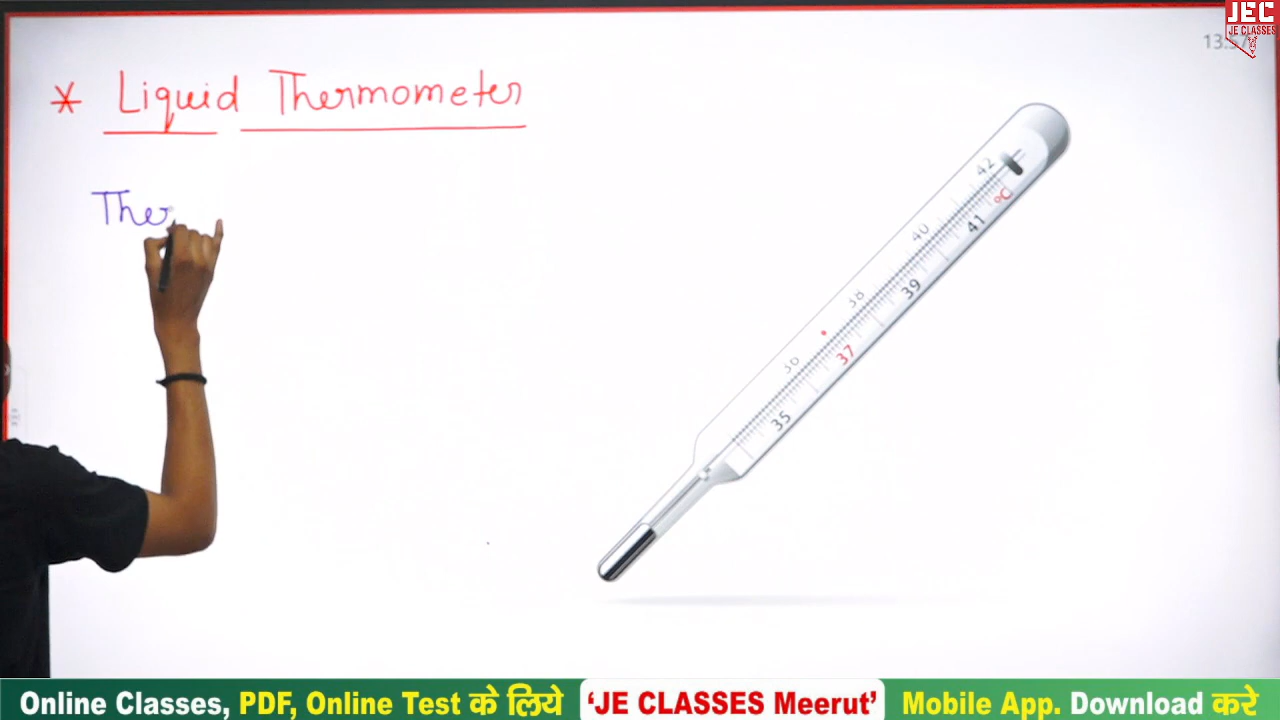 JEC
JE CLASSES
* Liquid Thermometer
Ther
42
°C
41
40
39
38
37
36
35
Online Classes, PDF, Online Test के लिये 'JE CLASSES Meerut' Mobile App. Download करे